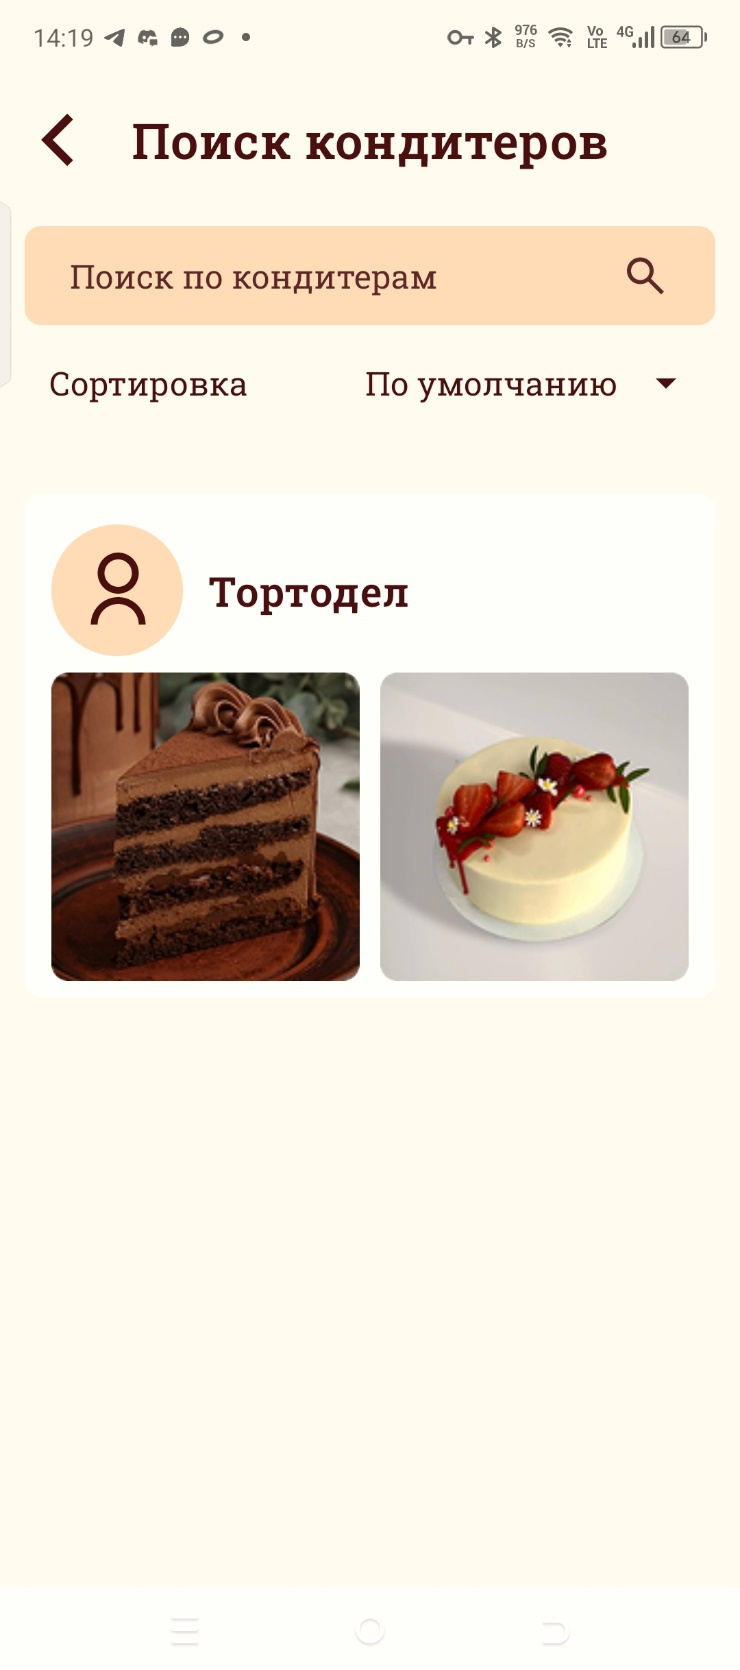 14:19 976 B/S Vo LTE 4G 64
Поиск кондитеров
Поиск по кондитерам
Сортировка По умолчанию
Тортодел